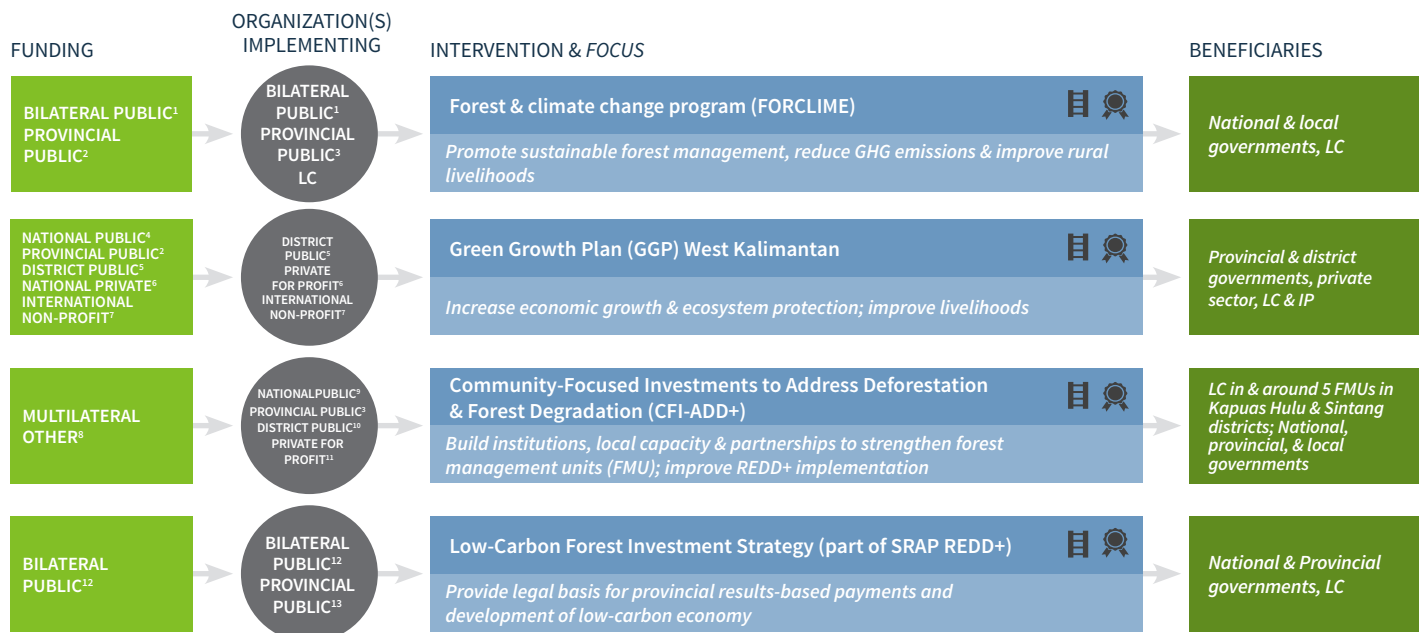 FUNDING
ORGANIZATION(S)
IMPLEMENTING
INTERVENTION & FOCUS
BENEFICIARIES
BILATERAL PUBLIC¹
PROVINCIAL
PUBLIC²
BILATERAL
PUBLIC¹
PROVINCIAL
PUBLIC³
LC
Forest & climate change program (FORCLIME)
Promote sustainable forest management, reduce GHG emissions & improve rural
livelihoods
National & local
governments, LC
NATIONAL PUBLIC⁴
PROVINCIAL PUBLIC²
DISTRICT PUBLIC⁵
NATIONAL PRIVATE⁶
INTERNATIONAL
NON-PROFIT⁷
DISTRICT
PUBLIC⁵
PRIVATE
FOR PROFIT⁶
INTERNATIONAL
NON-PROFIT⁷
Green Growth Plan (GGP) West Kalimantan
Increase economic growth & ecosystem protection; improve livelihoods
Provincial & district
governments, private
sector, LC & IP
MULTILATERAL
OTHER⁸
NATIONALPUBLIC⁹
PROVINCIAL PUBLIC³
DISTRICT PUBLIC¹⁰
PRIVATE FOR
PROFIT¹¹
Community-Focused Investments to Address Deforestation
& Forest Degradation (CFI-ADD+)
Build institutions, local capacity & partnerships to strengthen forest
management units (FMU); improve REDD+ implementation
LC in & around 5 FMUs in
Kapuas Hulu & Sintang
districts; National,
provincial, & local
governments
BILATERAL
PUBLIC¹²
BILATERAL
PUBLIC¹²
PROVINCIAL
PUBLIC¹³
Low-Carbon Forest Investment Strategy (part of SRAP REDD+)
Provide legal basis for provincial results-based payments and
development of low-carbon economy
National & Provincial
governments, LC